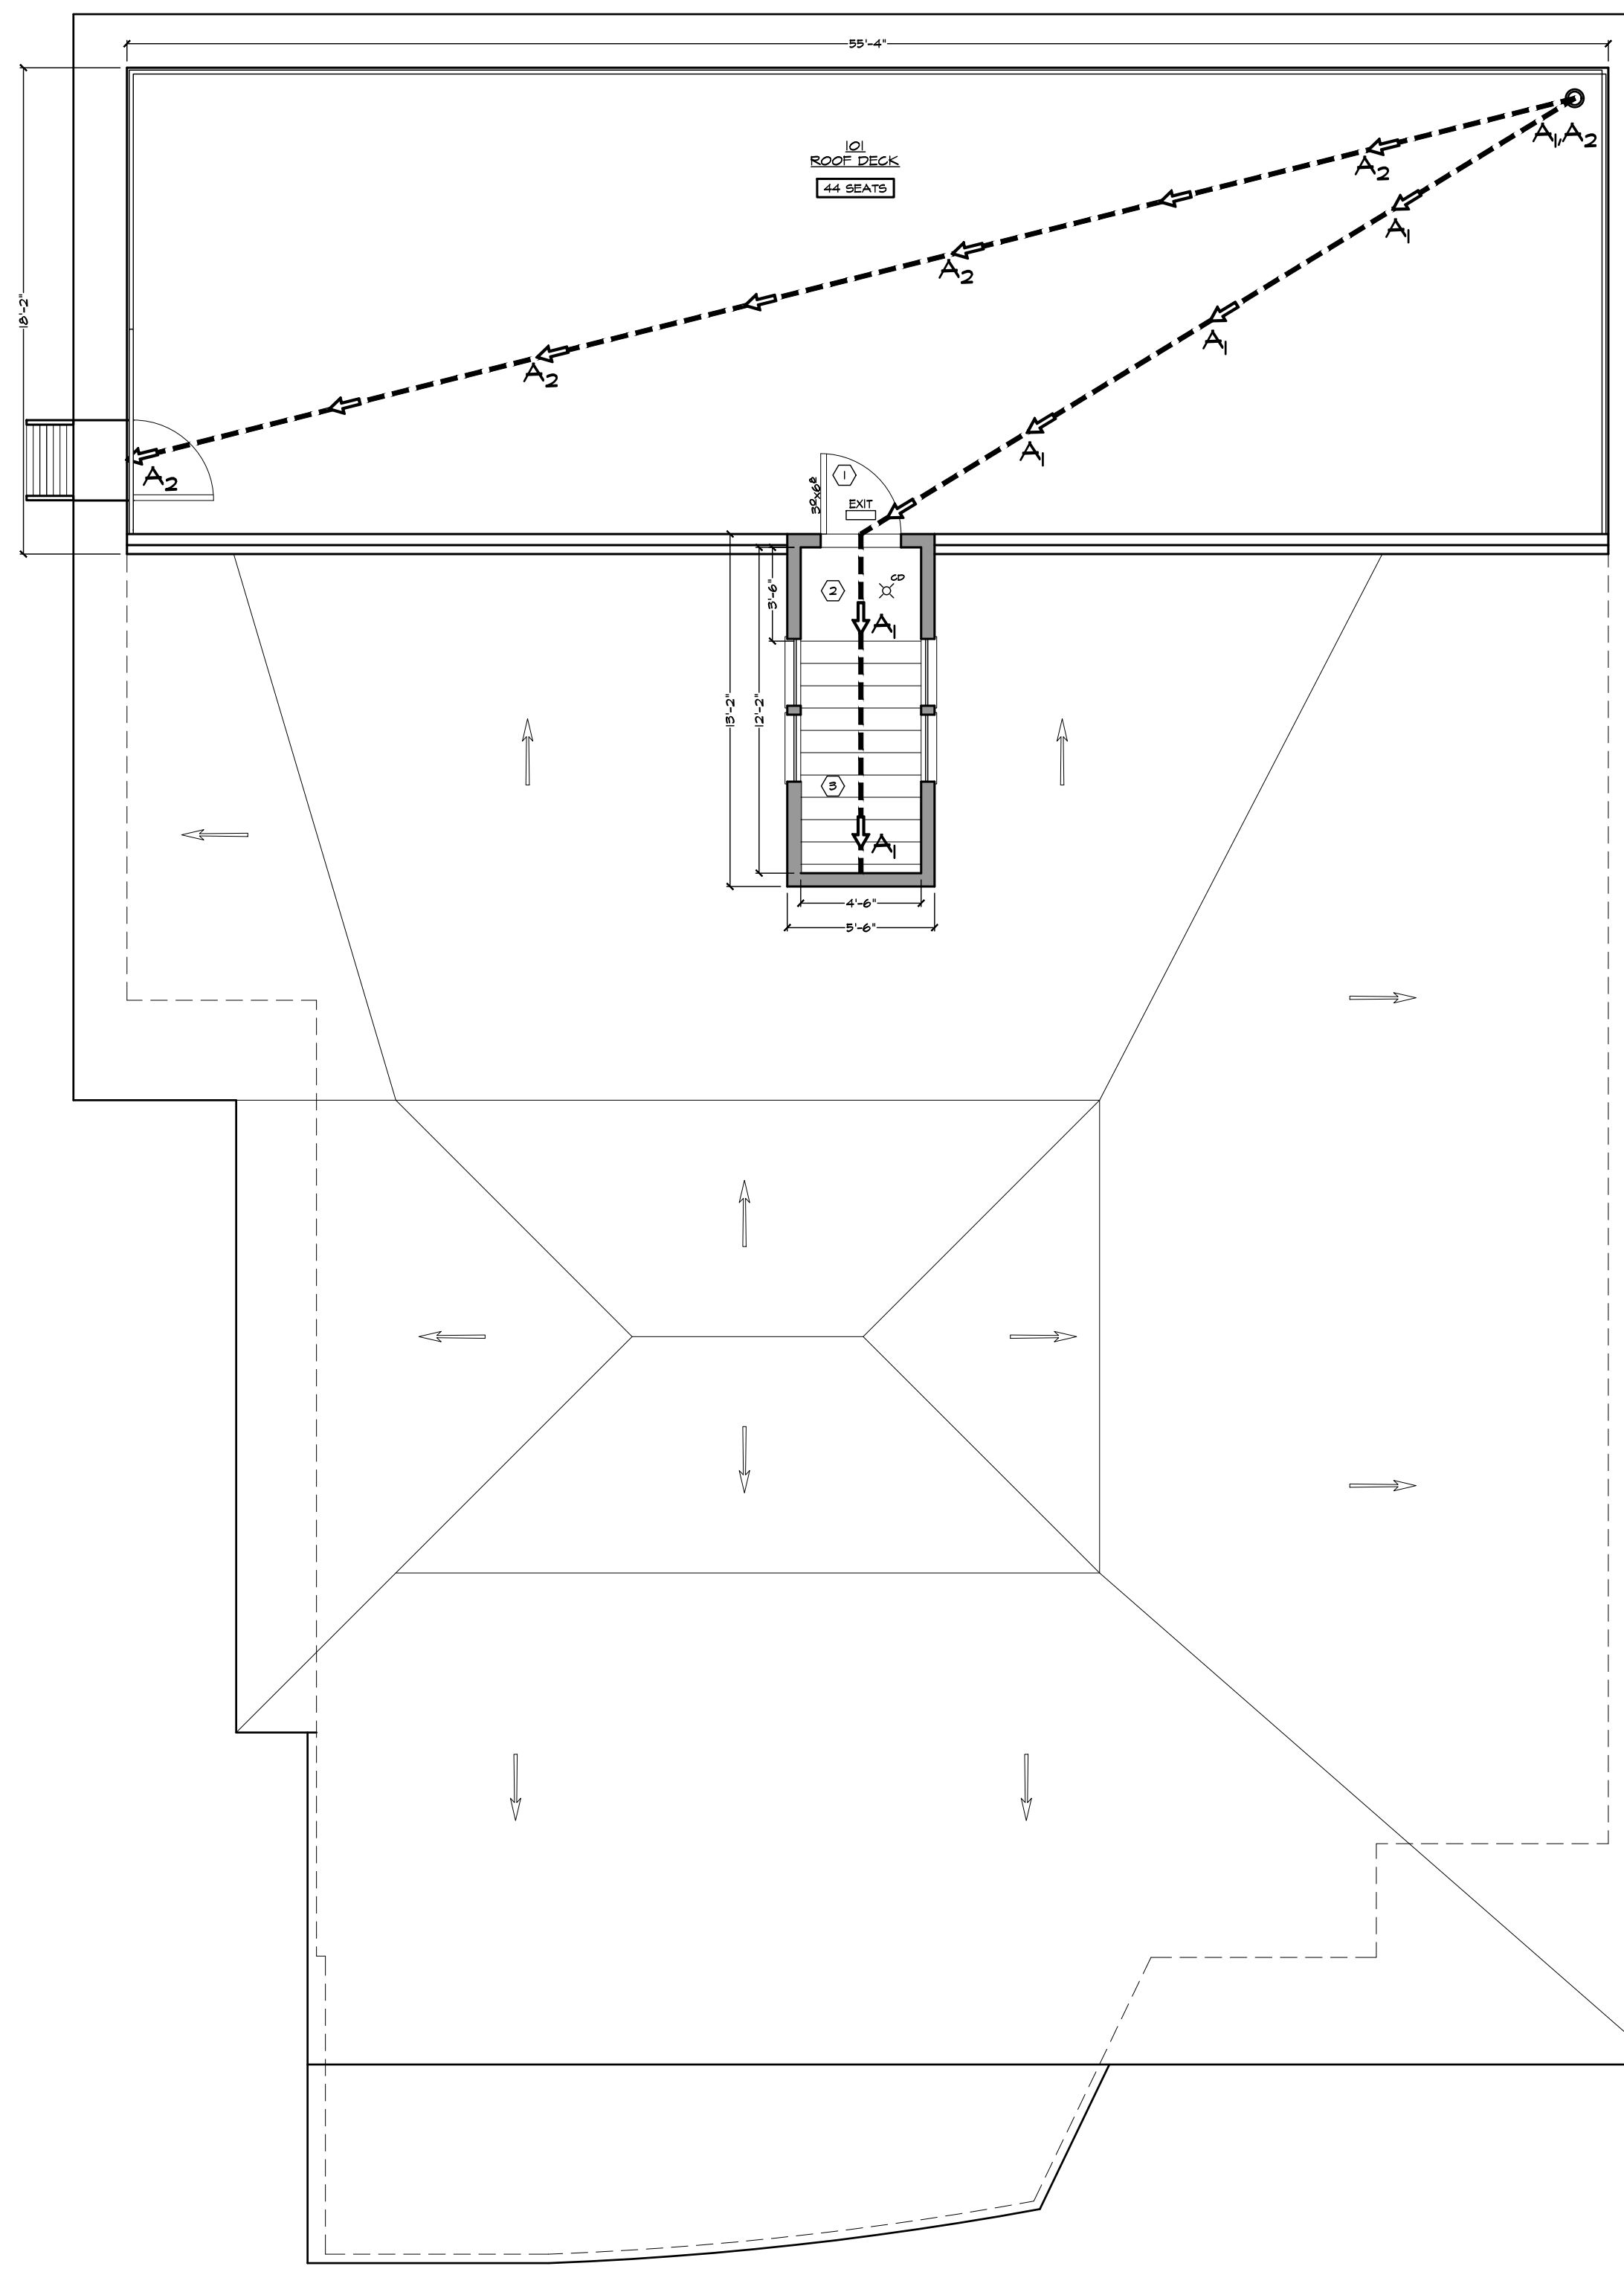 55'-4"
A1,A2
101
ROOF DECK
44 SEATS
A2
A1
A2
18'-2"
A1
A2
A1
A2
1
30x68
EXIT
3'-6"
2
CD
A1
13'-2"
12'-2"
3
A1
4'-6"
5'-6"